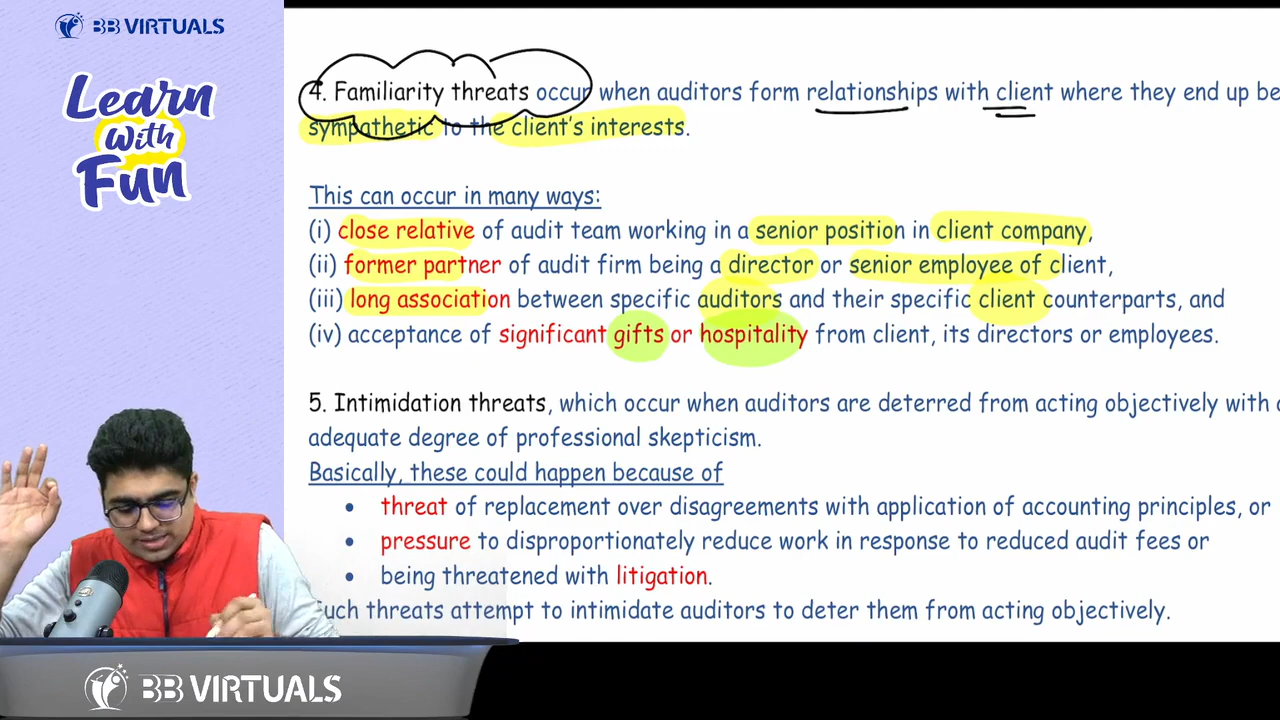 BB VIRTUALS
Learn
With
Fun
4. Familiarity threats occur when auditors form relationships with client where they end up be
sympathetic to the client's interests.
This can occur in many ways:
(i) close relative of audit team working in a senior position in client company,
(ii) former partner of audit firm being a director or senior employee of client,
(iii) long association between specific auditors and their specific client counterparts, and
(iv) acceptance of significant gifts or hospitality from client, its directors or employees.
5. Intimidation threats, which occur when auditors are deterred from acting objectively with
adequate degree of professional skepticism.
Basically, these could happen because of
• threat of replacement over disagreements with application of accounting principles, or
• pressure to disproportionately reduce work in response to reduced audit fees or
• being threatened with litigation.
Such threats attempt to intimidate auditors to deter them from acting objectively.
BB VIRTUALS